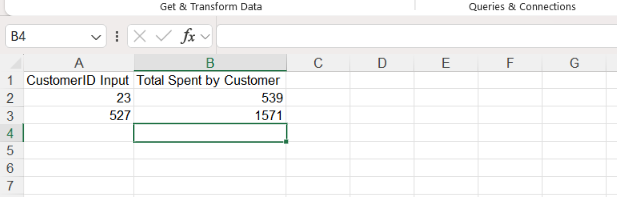 Get & Transform Data Queries & Connections
B4 fx
A B C D E F G
1 CustomerID Input Total Spent by Customer
2 23 539
3 527 1571
4
5
6
7